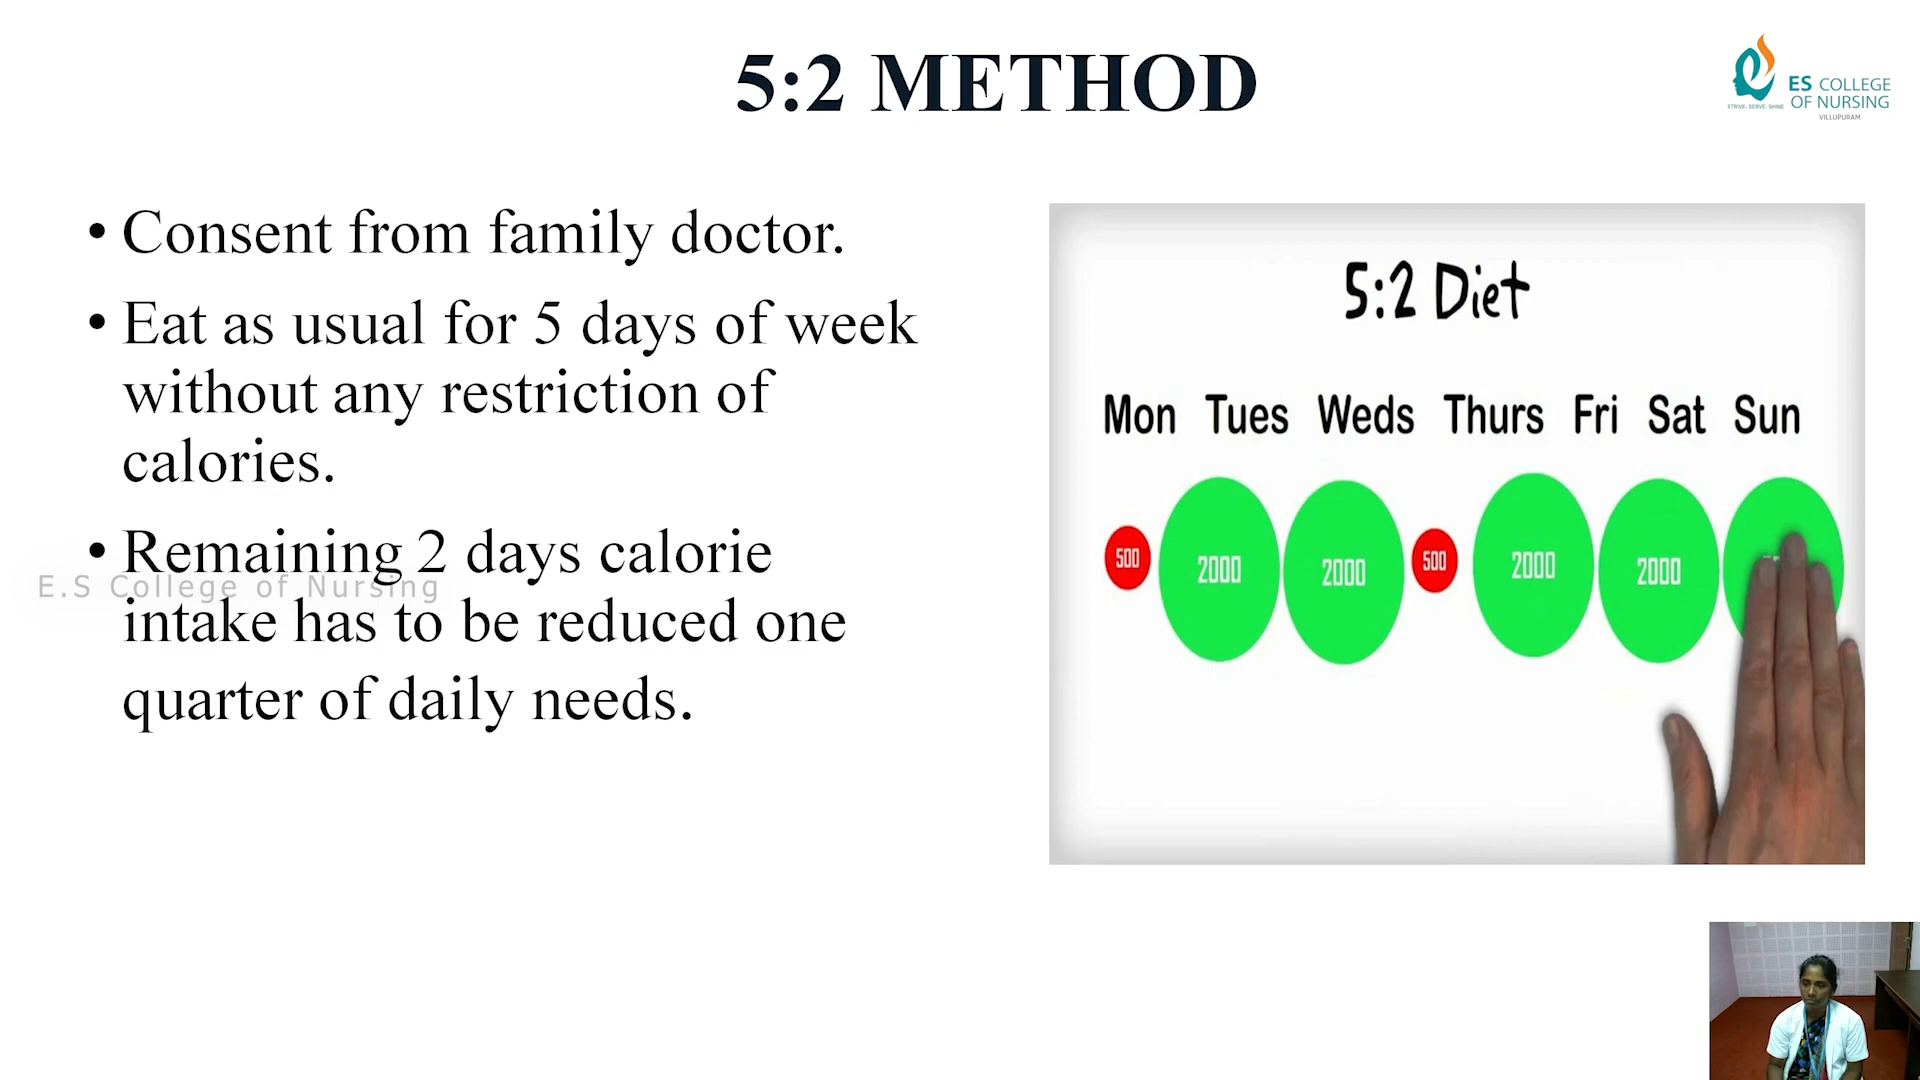 5:2 METHOD
ES COLLEGE
OF NURSING
STRIVE- SERVE- SHINE
VILLUPURAM
• Consent from family doctor.
• Eat as usual for 5 days of week
without any restriction of
calories.
• Remaining 2 days calorie
intake has to be reduced one
quarter of daily needs.
E.S College of Nursing
5:2 Diet
Mon Tues Weds Thurs Fri Sat Sun
500 2000 2000 500 2000 2000